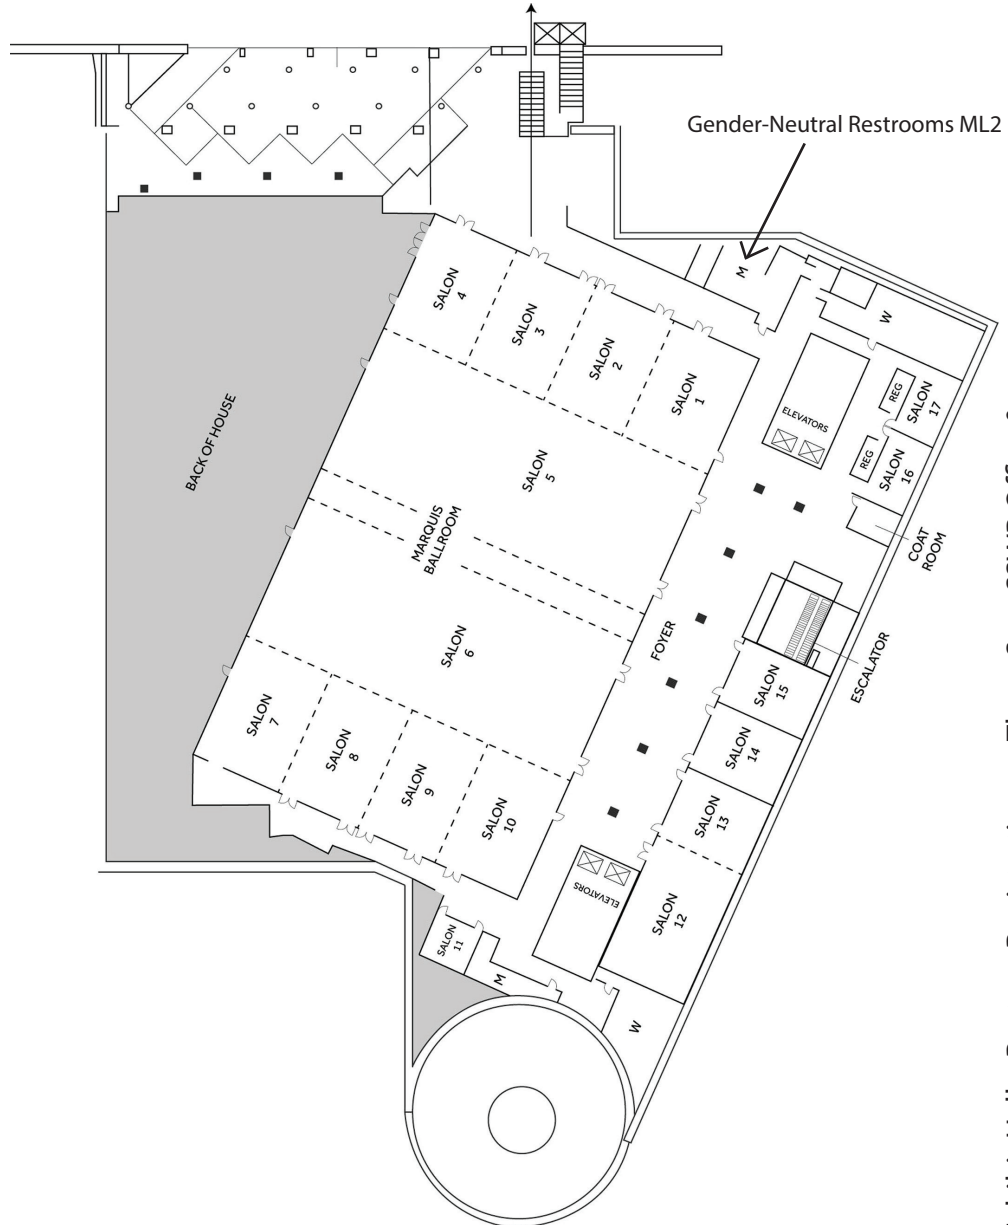 Gender-Neutral Restrooms ML2
M
W
SALON
4
SALON
3
SALON
2
SALON
1
ELEVATORS
REG
SALON
17
REG
SALON
16
COAT
ROOM
BACK OF HOUSE
SALON
5
MARQUIS
BALLROOM
FOYER
SALON
6
ESCALATOR
SALON
15
SALON
14
SALON
13
SALON
12
SALON
7
SALON
8
SALON
9
SALON
10
ELEVATORS
SALON
11
M
W